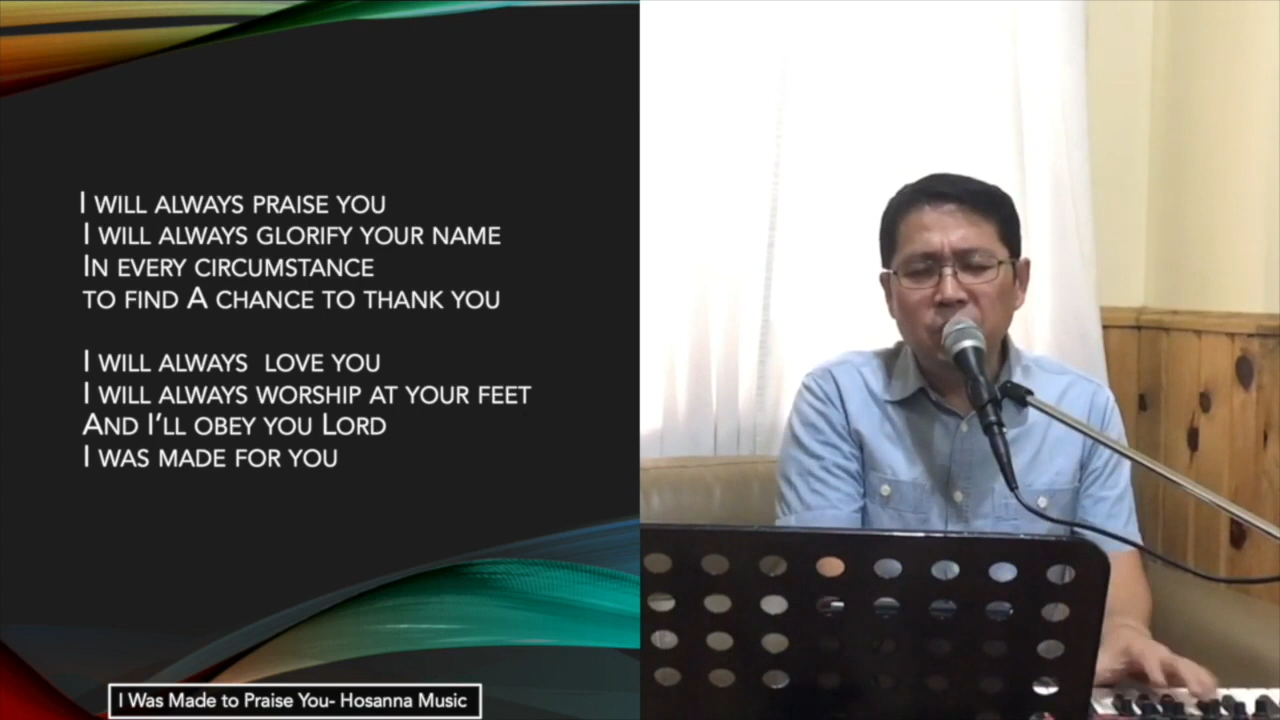 I WILL ALWAYS PRAISE YOU
I WILL ALWAYS GLORIFY YOUR NAME
IN EVERY CIRCUMSTANCE
TO FIND A CHANCE TO THANK YOU
I WILL ALWAYS LOVE YOU
I WILL ALWAYS WORSHIP AT YOUR FEET
AND I'LL OBEY YOU LORD
I WAS MADE FOR YOU
I Was Made to Praise You- Hosanna Music